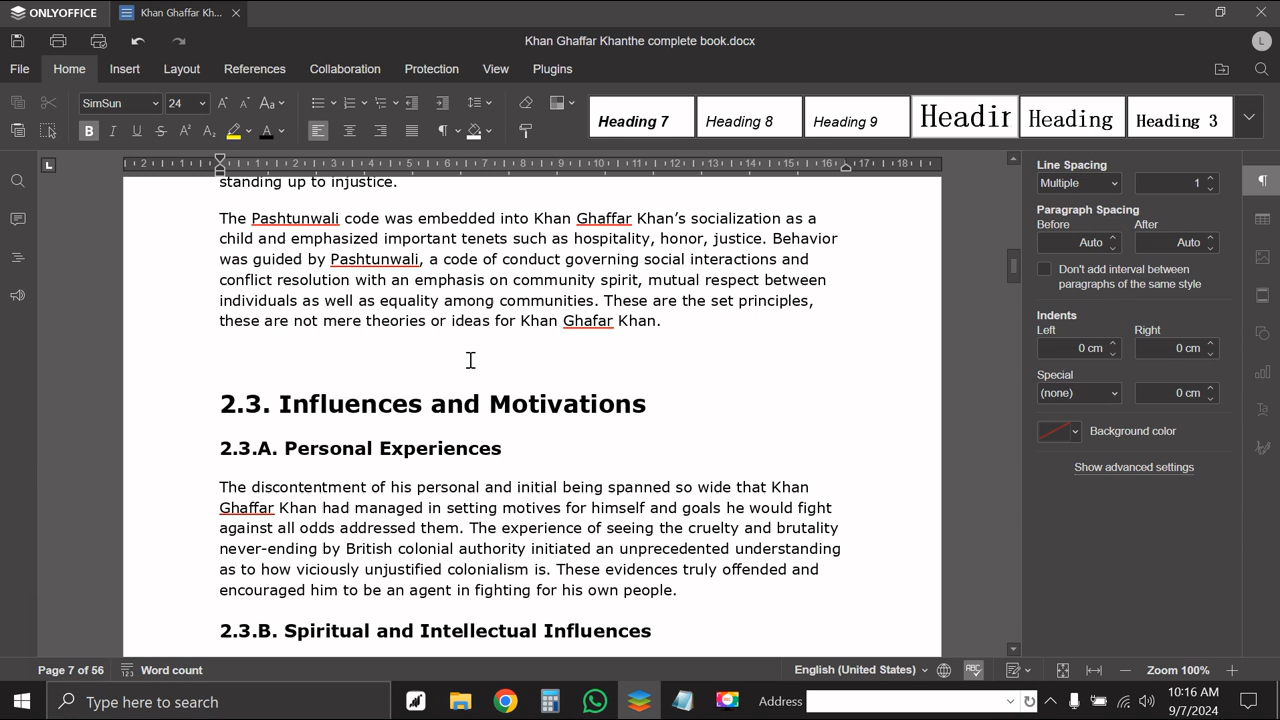 ONLYOFFICE
Khan Ghaffar Kh...
Khan Ghaffar Khanthe complete book.docx
L
File Home Insert Layout References Collaboration Protection View Plugins
SimSun 24
Heading 7 Heading 8 Heading 9 Headir Heading Heading 3
standing up to injustice.
The Pashtunwali code was embedded into Khan Ghaffar Khan’s socialization as a
child and emphasized important tenets such as hospitality, honor, justice. Behavior
was guided by Pashtunwali, a code of conduct governing social interactions and
conflict resolution with an emphasis on community spirit, mutual respect between
individuals as well as equality among communities. These are the set principles,
these are not mere theories or ideas for Khan Ghafar Khan.
2.3. Influences and Motivations
2.3.A. Personal Experiences
The discontentment of his personal and initial being spanned so wide that Khan
Ghaffar Khan had managed in setting motives for himself and goals he would fight
against all odds addressed them. The experience of seeing the cruelty and brutality
never-ending by British colonial authority initiated an unprecedented understanding
as to how viciously unjustified colonialism is. These evidences truly offended and
encouraged him to be an agent in fighting for his own people.
2.3.B. Spiritual and Intellectual Influences
Line Spacing
Multiple 1
Paragraph Spacing
Before After
Auto Auto
Don't add interval between
paragraphs of the same style
Indents
Left Right
0 cm 0 cm
Special
(none) 0 cm
Background color
Show advanced settings
Page 7 of 56 Word count English (United States) Zoom 100%
Type here to search Address 10:16 AM
9/7/2024